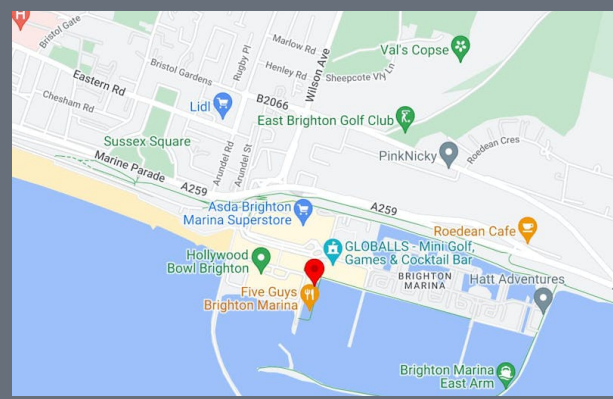 H
Bristol Gate
Marlow Rd
Val's Copse
Rugby Pl
Wilson Ave
Bristol Gardens
Henley Rd
Sheepcote Vly
Ln
Eastern Rd
B2066
Chesham Rd
Lidl
East Brighton Golf Club
Roedean Cres
Sussex Square
PinkNicky
Arundel Rd
Arundel St
Marine Parade
A259
A259
Asda Brighton
Marina Superstore
Roedean Cafe
GLOBALLS - Mini Golf,
Games & Cocktail Bar
Hollywood
Bowl Brighton
BRIGHTON
MARINA
Hatt Adventures
Five Guys
Brighton Marina
Brighton Marina
East Arm